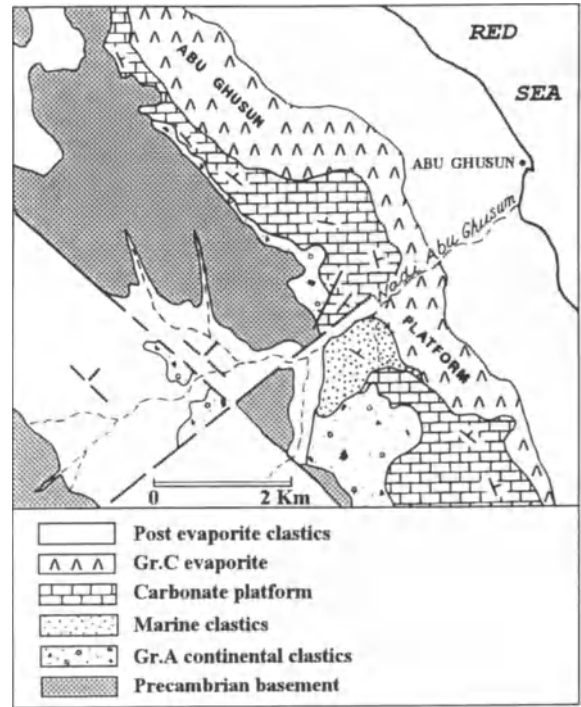 RED
SEA
ABU GHUSUN
ABU GHUSUN
Wadi Abu Ghusum
PLATFORM
0 2 Km
Post evaporite clastics
Gr.C evaporite
Carbonate platform
Marine clastics
Gr.A continental clastics
Precambrian basement